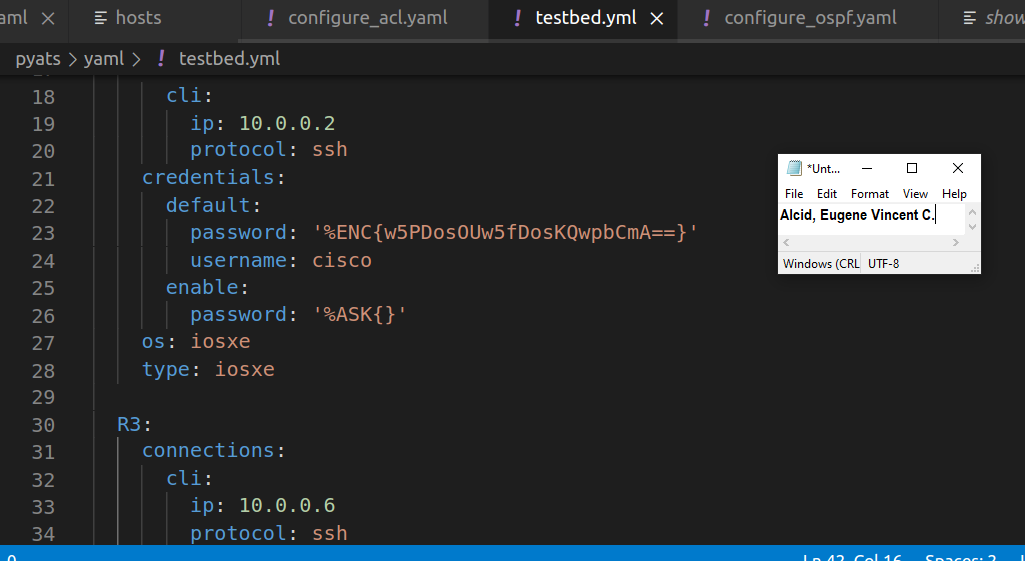 aml
hosts
configure_acl.yaml
testbed.yml
configure_ospf.yaml
show
pyats > yaml > ! testbed.yml
18 cli:
19 ip: 10.0.0.2
20 protocol: ssh
21 credentials:
22 default:
23 password: '%ENC{w5PDosOUw5fDosKQwpbCmA==}'
24 username: cisco
25 enable:
26 password: '%ASK{}'
27 os: iosxe
28 type: iosxe
29
30 R3:
31 connections:
32 cli:
33 ip: 10.0.0.6
34 protocol: ssh
*Unt...
File Edit Format View Help
Alcid, Eugene Vincent C.
Windows (CRL UTF-8
Ln 42, Col 16 Spaces: 2